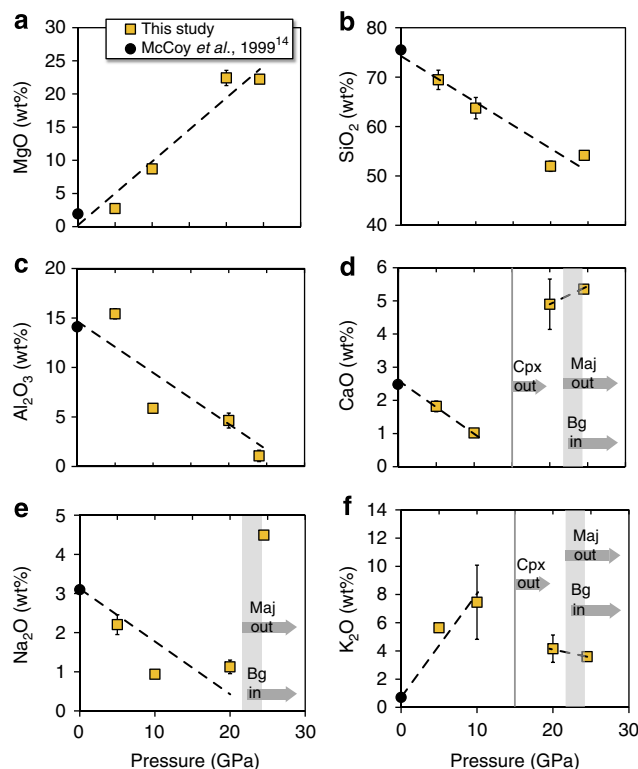 a
This study
McCoy et al., 1999¹⁴
MgO (wt%)
30
25
20
15
10
5
0
b
SiO₂ (wt%)
80
70
60
50
40
c
Al₂O₃ (wt%)
20
15
10
5
0
d
CaO (wt%)
6
5
4
3
2
1
0
Cpx
out
Maj
out
Bg
in
e
Na₂O (wt%)
5
4
3
2
1
0
Maj
out
Bg
in
0 10 20 30
Pressure (GPa)
f
K₂O (wt%)
14
12
10
8
6
4
2
0
Cpx
out
Maj
out
Bg
in
0 10 20 30
Pressure (GPa)